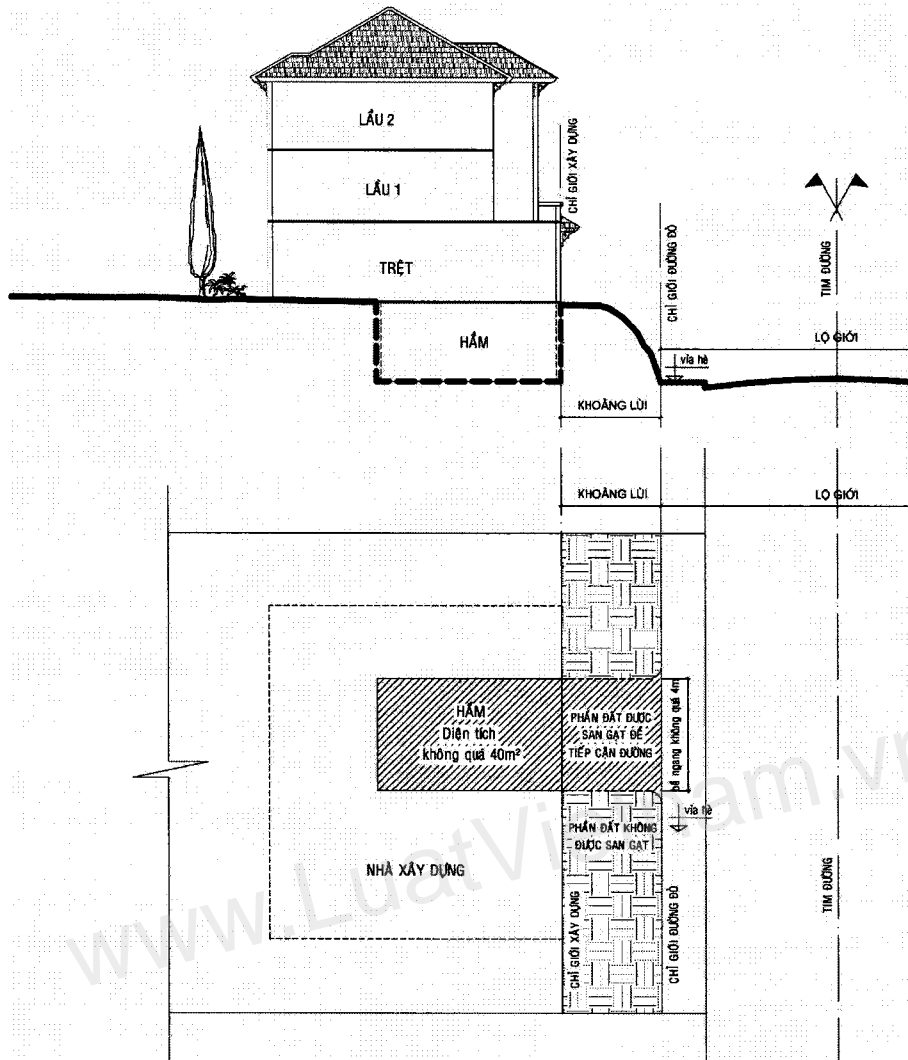 LẦU 2
LẦU 1
TRỆT
HẦM
CHỈ GIỚI XÂY DỰNG
CHỈ GIỚI ĐƯỜNG ĐỎ
TIM ĐƯỜNG
LỘ GIỚI
vỉa hè
KHOẢNG LÙI
KHOẢNG LÙI
LỘ GIỚI
HẦM
Diện tích
không quá 40m²
PHẦN ĐẤT ĐƯỢC
SAN GẠT ĐỂ
TIẾP CẬN ĐƯỜNG
Bề ngang không quá 4m
vỉa hè
PHẦN ĐẤT KHÔNG
ĐƯỢC SAN GẠT
NHÀ XÂY DỰNG
CHỈ GIỚI XÂY DỰNG
CHỈ GIỚI ĐƯỜNG ĐỎ
TIM ĐƯỜNG
www.LuatVietnam.vn